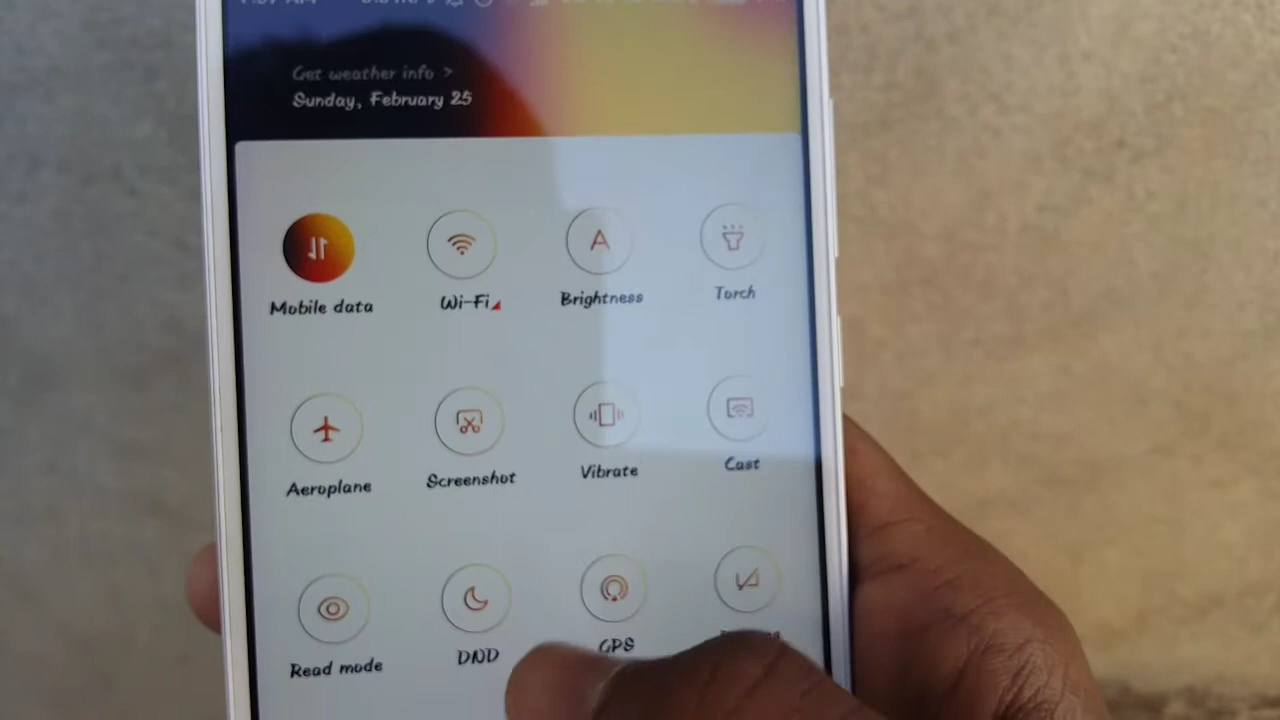 Get weather info >
Sunday, February 25
Mobile data
Wi-Fi
Brightness
Torch
Aeroplane
Screenshot
Vibrate
Cast
Read mode
DND
GPS